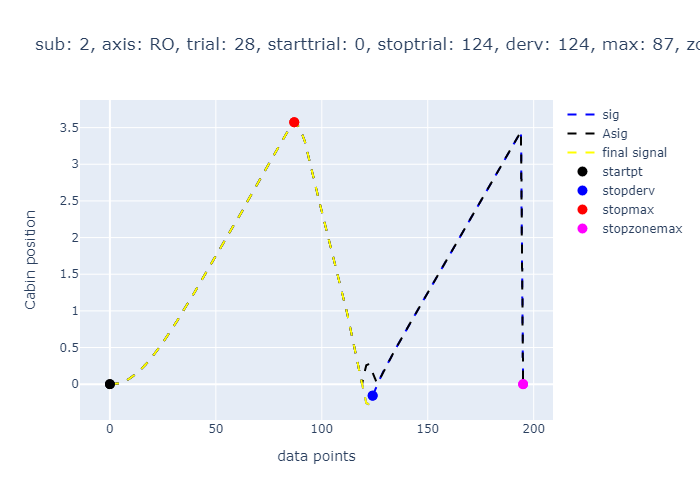 sub: 2, axis: RO, trial: 28, starttrial: 0, stoptrial: 124, derv: 124, max: 87, zo
3.5
3
2.5
2
1.5
1
0.5
0
Cabin position
0 50 100 150 200
data points
sig
Asig
final signal
startpt
stopderv
stopmax
stopzonemax